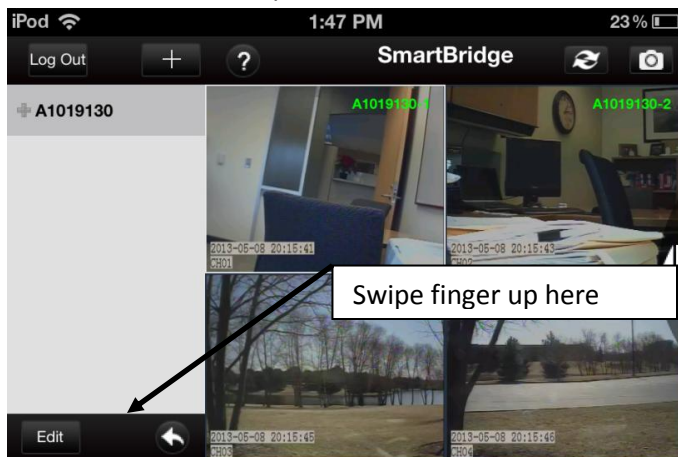 iPod 1:47 PM 23%
Log Out + ? SmartBridge
A1019130
A1019130-1 A1019130-2
2013-05-08 20:15:41 2013-05-08 20:15:43
CH01 CH02
Swipe finger up here
Edit
2013-05-08 20:15:45 2013-05-08 20:15:46
CH03 CH04